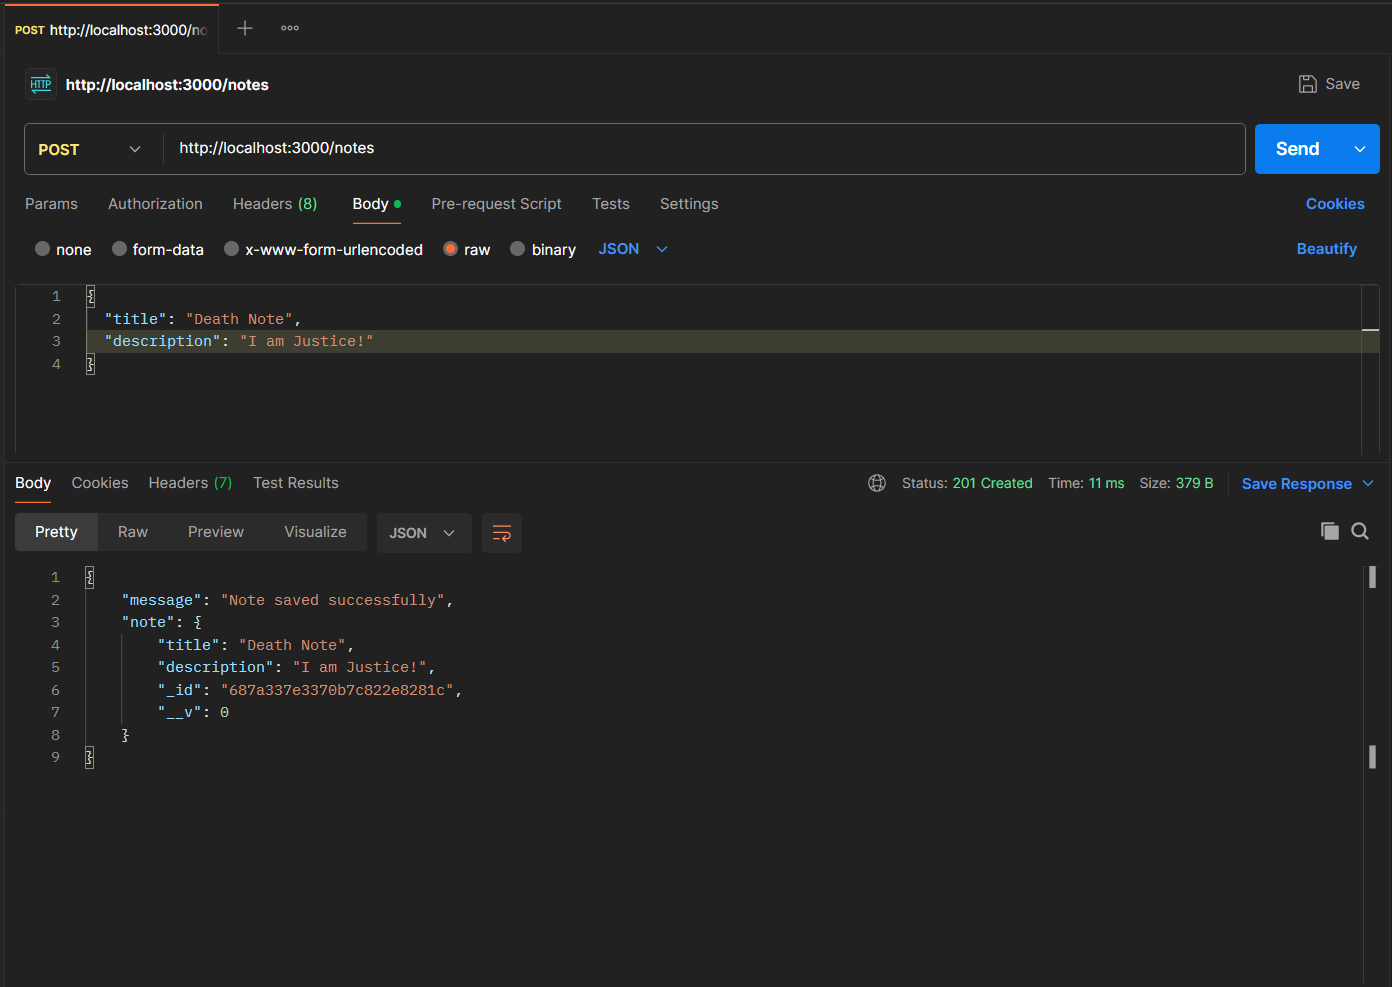 POST http://localhost:3000/no
HTTP http://localhost:3000/notes Save
POST http://localhost:3000/notes Send
Params Authorization Headers (8) Body Pre-request Script Tests Settings Cookies
none form-data x-www-form-urlencoded raw binary JSON Beautify
1 {
2 "title": "Death Note",
3 "description": "I am Justice!"
4 }
Body Cookies Headers (7) Test Results Status: 201 Created Time: 11 ms Size: 379 B Save Response
Pretty Raw Preview Visualize JSON
1 {
2 "message": "Note saved successfully",
3 "note": {
4 "title": "Death Note",
5 "description": "I am Justice!",
6 "_id": "687a337e3370b7c822e8281c",
7 "__v": 0
8 }
9 }